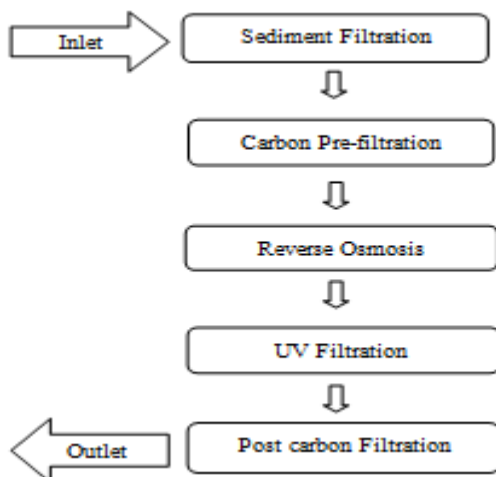 Inlet
Sediment Filtration
Carbon Pre-filtration
Reverse Osmosis
UV Filtration
Post carbon Filtration
Outlet